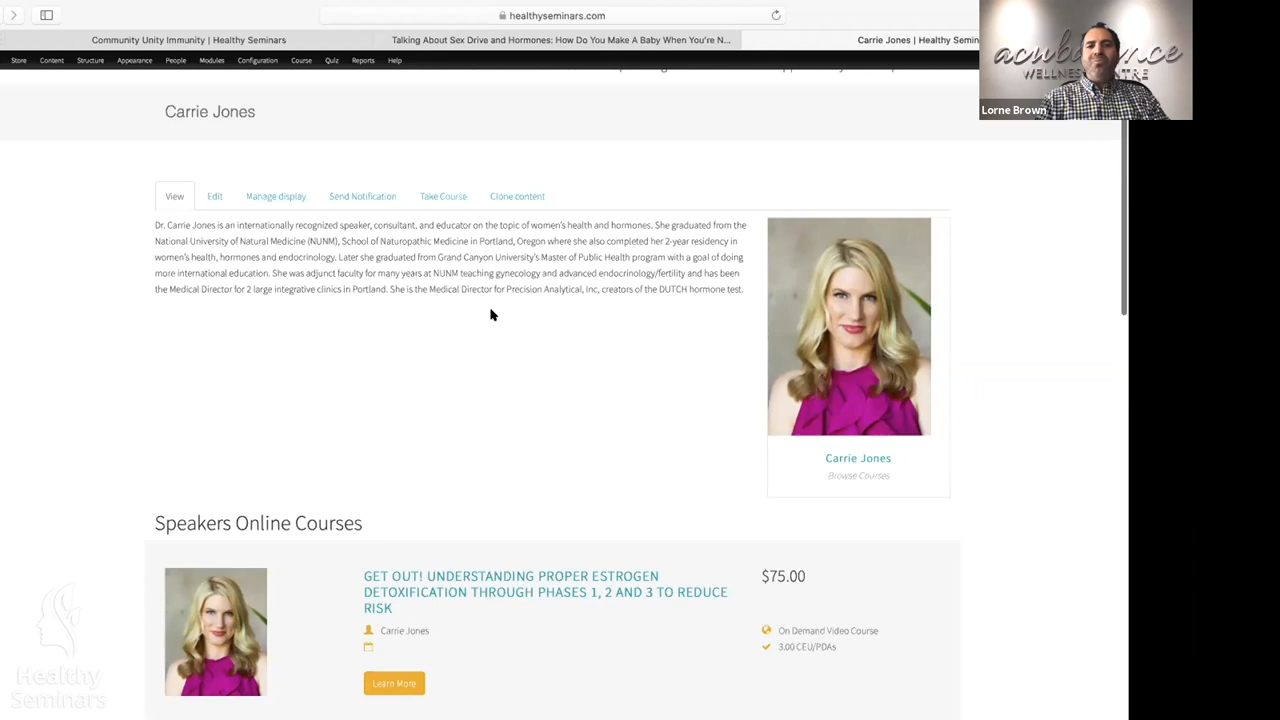 healthyseminars.com
Community Unity Immunity | Healthy Seminars
Talking About Sex Drive and Hormones: How Do You Make A Baby When You're N...
Carrie Jones | Healthy Semin
Store Content Structure Appearance People Modules Configuration Course Quiz Reports Help
WELLNESS CENTRE
Lorne Brown
Carrie Jones
View Edit Manage display Send Notification Take Course Clone content
Dr. Carrie Jones is an internationally recognized speaker, consultant, and educator on the topic of women's health and hormones. She graduated from the
National University of Natural Medicine (NUNM), School of Naturopathic Medicine in Portland, Oregon where she also completed her 2-year residency in
women's health, hormones and endocrinology. Later she graduated from Grand Canyon University's Master of Public Health program with a goal of doing
more international education. She was adjunct faculty for many years at NUNM teaching gynecology and advanced endocrinology/fertility and has been
the Medical Director for 2 large integrative clinics in Portland. She is the Medical Director for Precision Analytical, Inc, creators of the DUTCH hormone test.
Carrie Jones
Browse Courses
Speakers Online Courses
GET OUT! UNDERSTANDING PROPER ESTROGEN
DETOXIFICATION THROUGH PHASES 1, 2 AND 3 TO REDUCE
RISK
$75.00
Carrie Jones
On Demand Video Course
3.00 CEU/PDAs
Learn More
Healthy
Seminars